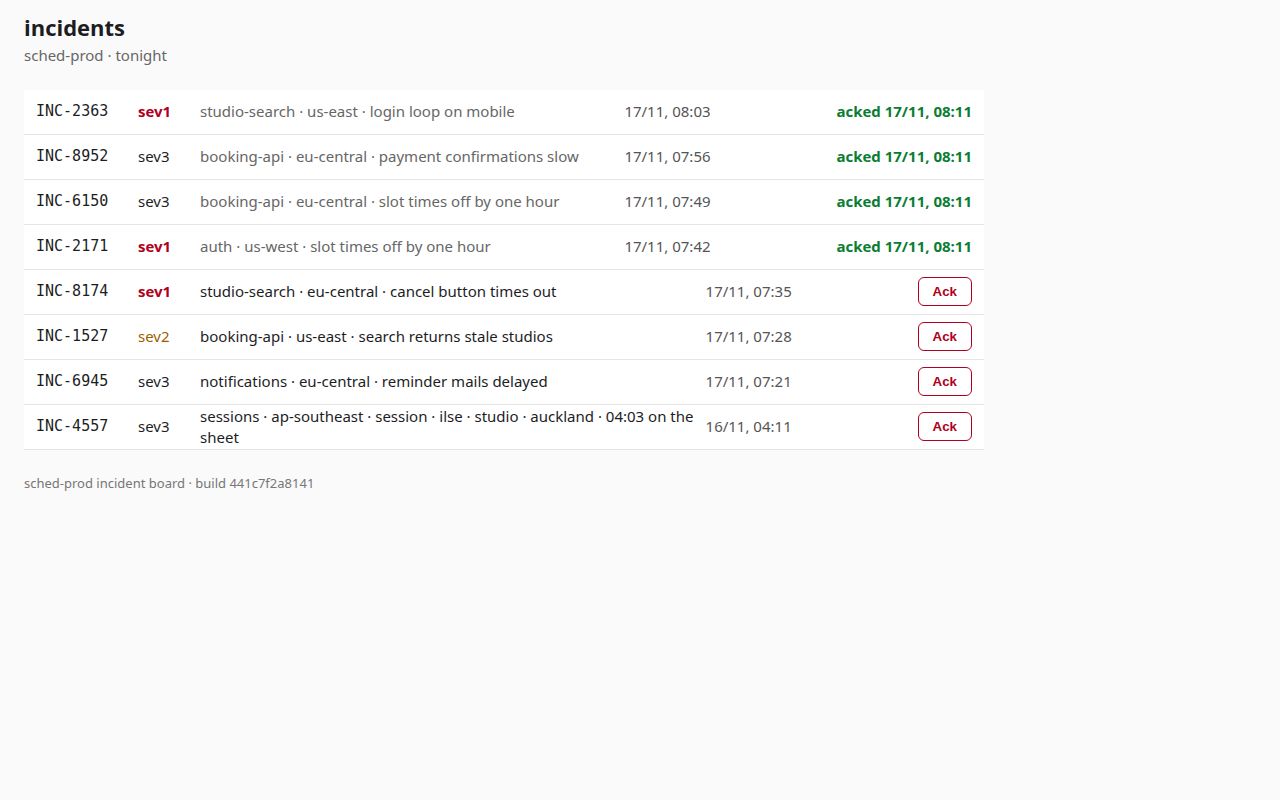 incidents
sched-prod · tonight
INC-2363 sev1 studio-search · us-east · login loop on mobile 17/11, 08:03 acked 17/11, 08:11
INC-8952 sev3 booking-api · eu-central · payment confirmations slow 17/11, 07:56 acked 17/11, 08:11
INC-6150 sev3 booking-api · eu-central · slot times off by one hour 17/11, 07:49 acked 17/11, 08:11
INC-2171 sev1 auth · us-west · slot times off by one hour 17/11, 07:42 acked 17/11, 08:11
INC-8174 sev1 studio-search · eu-central · cancel button times out 17/11, 07:35 Ack
INC-1527 sev2 booking-api · us-east · search returns stale studios 17/11, 07:28 Ack
INC-6945 sev3 notifications · eu-central · reminder mails delayed 17/11, 07:21 Ack
INC-4557 sev3 sessions · ap-southeast · session · ilse · studio · auckland · 04:03 on the 16/11, 04:11 Ack
sheet
sched-prod incident board · build 441c7f2a8141